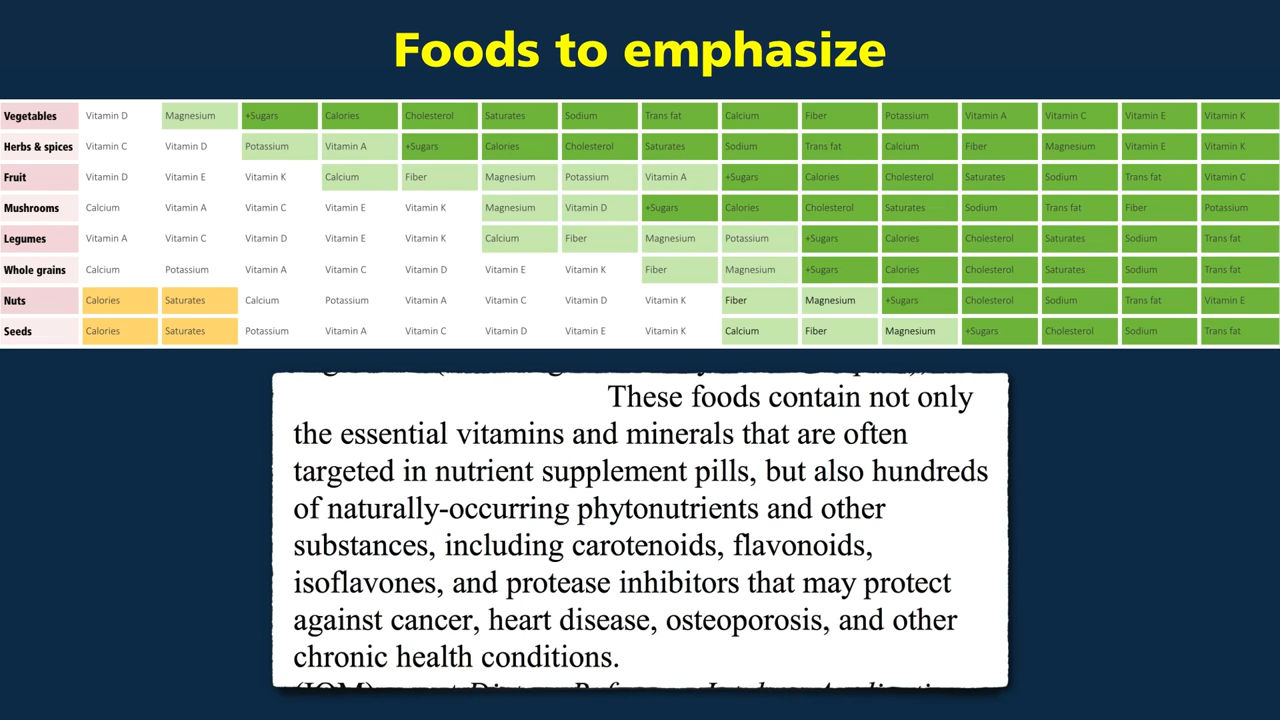 Foods to emphasize
Vegetables Vitamin D Magnesium +Sugars Calories Cholesterol Saturates Sodium Trans fat Calcium Fiber Potassium Vitamin A Vitamin C Vitamin E Vitamin K
Herbs & spices Vitamin C Vitamin D Potassium Vitamin A +Sugars Calories Cholesterol Saturates Sodium Trans fat Calcium Fiber Magnesium Vitamin E Vitamin K
Fruit Vitamin D Vitamin E Vitamin K Calcium Fiber Magnesium Potassium Vitamin A +Sugars Calories Cholesterol Saturates Sodium Trans fat Vitamin C
Mushrooms Calcium Vitamin A Vitamin C Vitamin E Vitamin K Magnesium Vitamin D +Sugars Calories Cholesterol Saturates Sodium Trans fat Fiber Potassium
Legumes Vitamin A Vitamin C Vitamin D Vitamin E Vitamin K Calcium Fiber Magnesium Potassium +Sugars Calories Cholesterol Saturates Sodium Trans fat
Whole grains Calcium Potassium Vitamin A Vitamin C Vitamin D Vitamin E Vitamin K Fiber Magnesium +Sugars Calories Cholesterol Saturates Sodium Trans fat
Nuts Calories Saturates Calcium Potassium Vitamin A Vitamin C Vitamin D Vitamin K Fiber Magnesium +Sugars Cholesterol Sodium Trans fat Vitamin E
Seeds Calories Saturates Potassium Vitamin A Vitamin C Vitamin D Vitamin E Vitamin K Calcium Fiber Magnesium +Sugars Cholesterol Sodium Trans fat
These foods contain not only
the essential vitamins and minerals that are often
targeted in nutrient supplement pills, but also hundreds
of naturally-occurring phytonutrients and other
substances, including carotenoids, flavonoids,
isoflavones, and protease inhibitors that may protect
against cancer, heart disease, osteoporosis, and other
chronic health conditions.